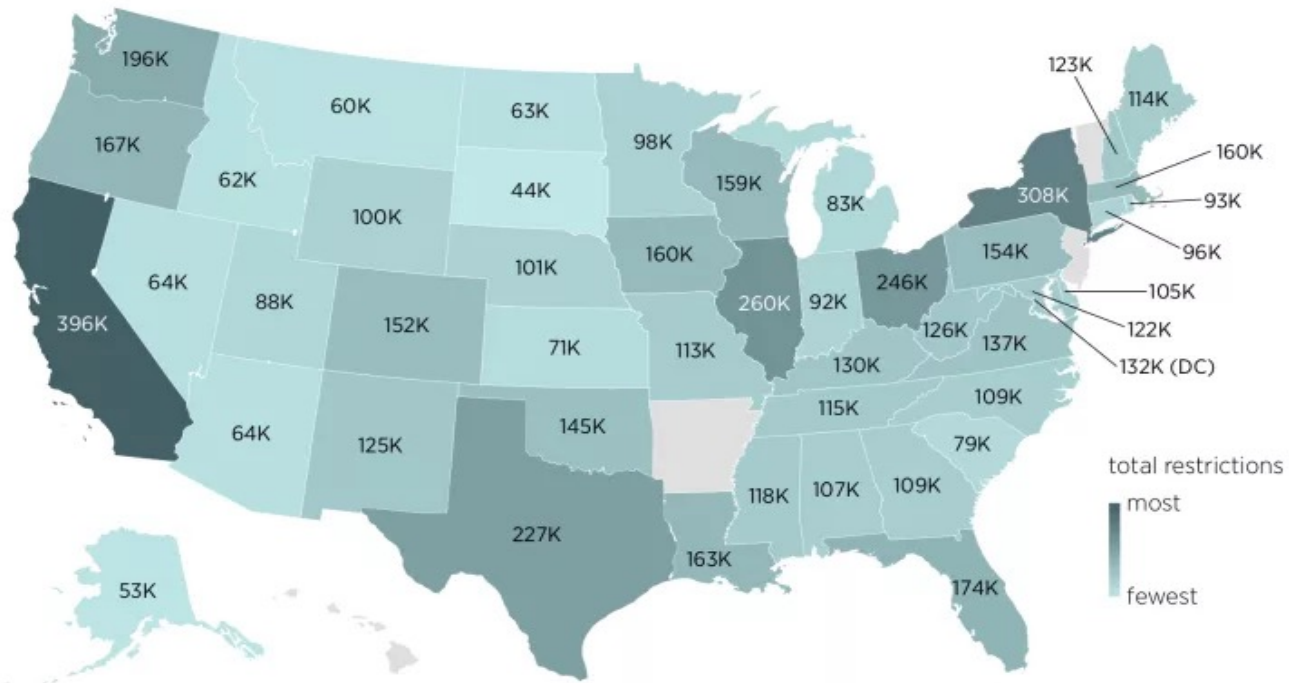 196K
167K
396K
60K
62K
64K
88K
64K
100K
152K
125K
63K
44K
101K
71K
145K
227K
98K
160K
113K
163K
159K
260K
83K
92K
246K
130K
115K
118K
107K
109K
79K
174K
109K
137K
126K
154K
308K
123K
114K
160K
93K
96K
105K
122K
132K (DC)
53K
total restrictions
most
fewest